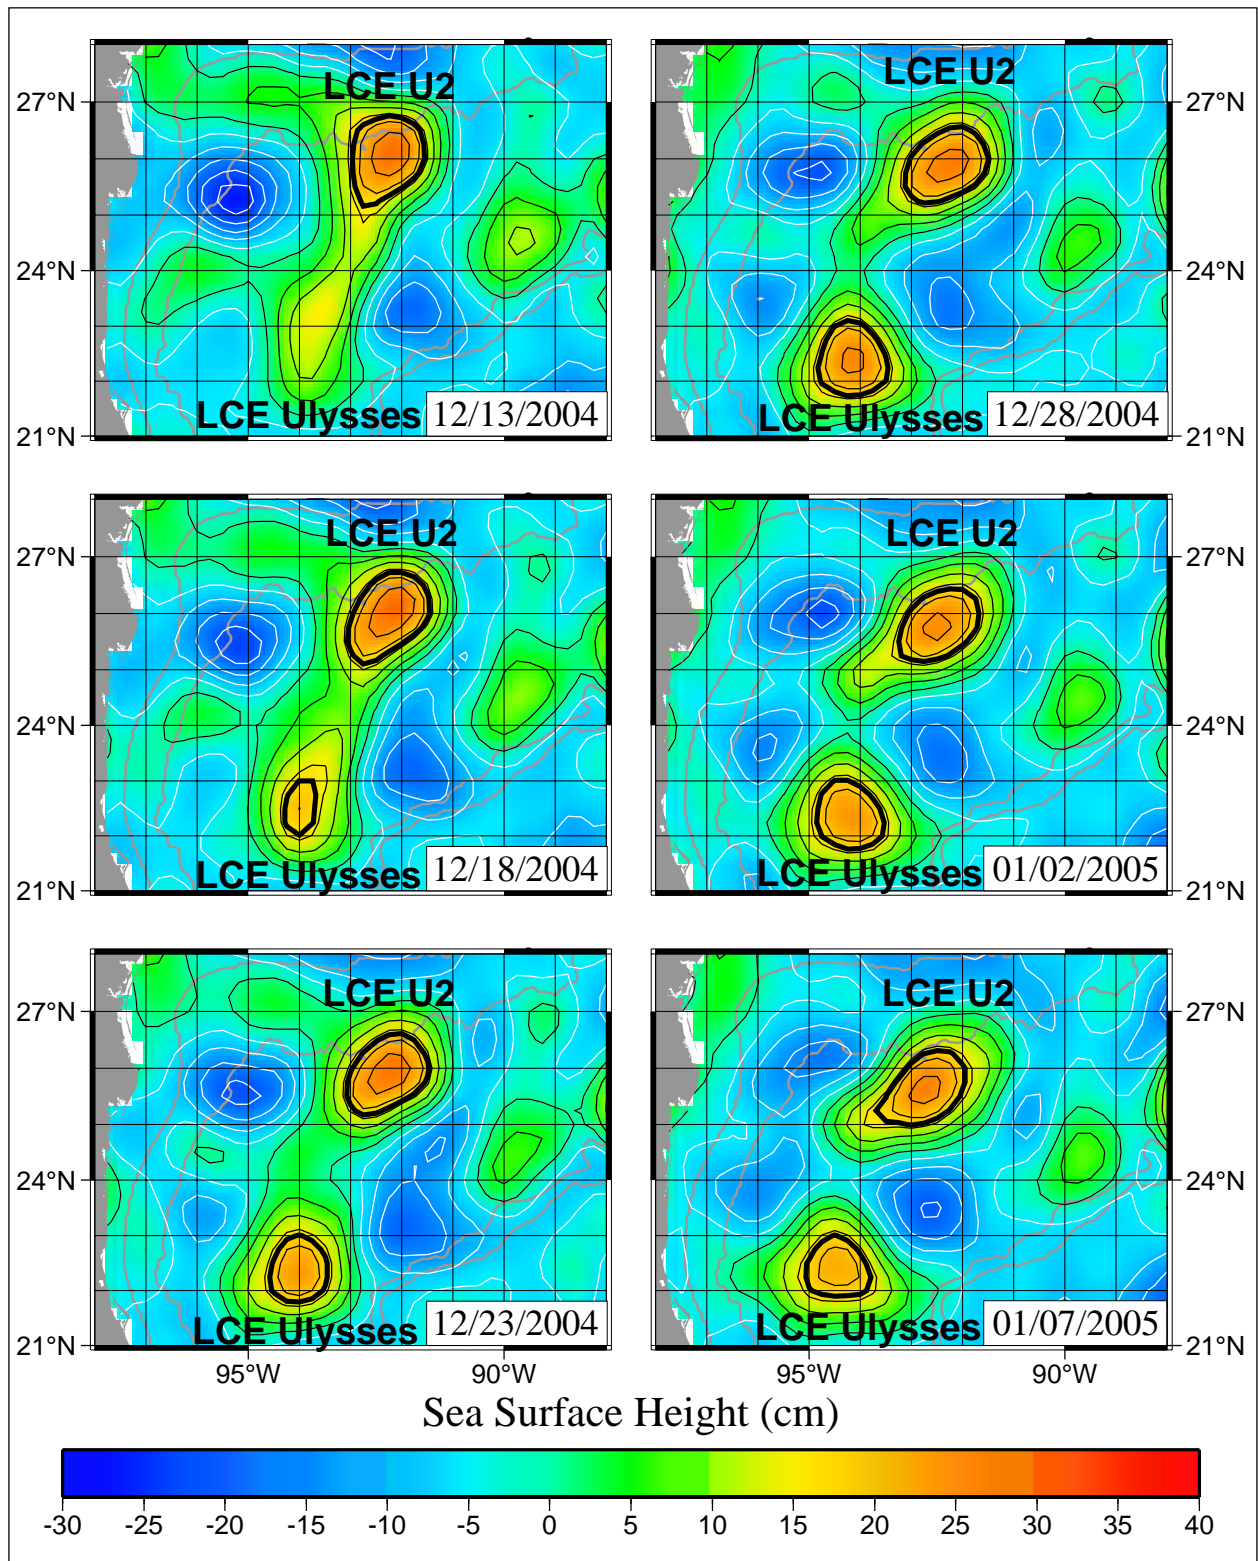 LCE U2
27°N
24°N
LCE Ulysses
12/13/2004
21°N
LCE U2
27°N
24°N
LCE Ulysses
12/28/2004
21°N
LCE U2
27°N
24°N
LCE Ulysses
12/18/2004
21°N
LCE U2
27°N
24°N
LCE Ulysses
01/02/2005
21°N
LCE U2
27°N
24°N
LCE Ulysses
12/23/2004
21°N
95°W 90°W
LCE U2
27°N
24°N
LCE Ulysses
01/07/2005
21°N
95°W 90°W
Sea Surface Height (cm)
-30 -25 -20 -15 -10 -5 0 5 10 15 20 25 30 35 40